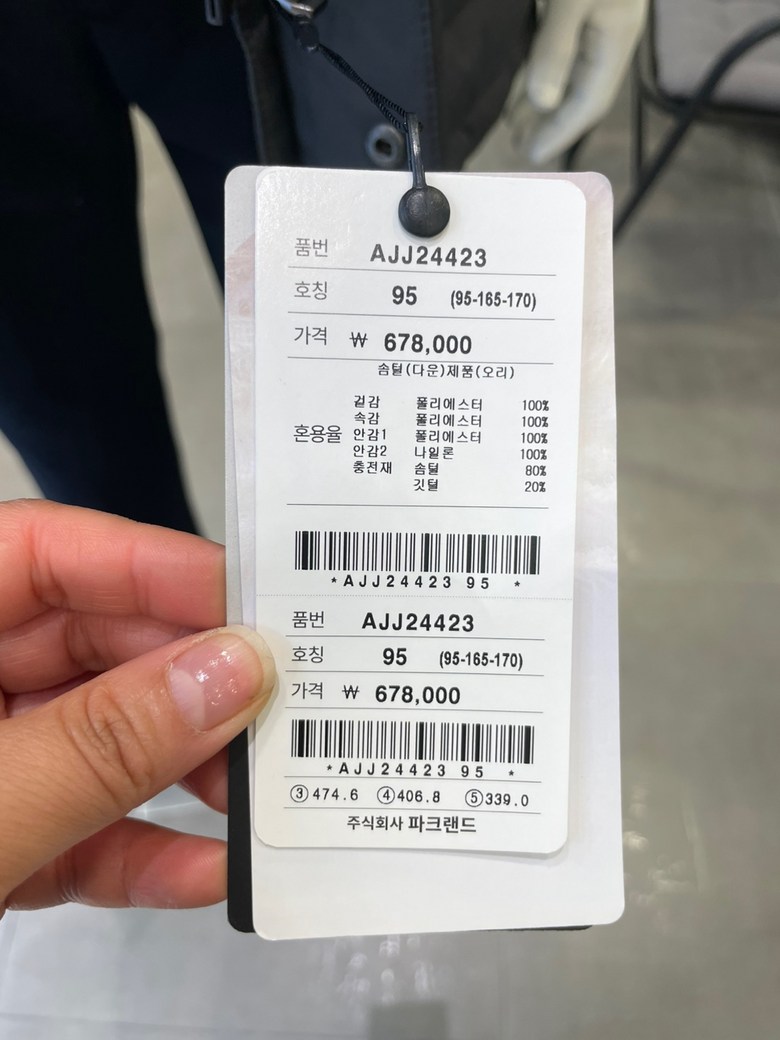 품번 AJJ24423
호칭 95 (95-165-170)
가격 ₩ 678,000
솜털(다운)제품(오리)
겉감 폴리에스터 100%
속감 폴리에스터 100%
혼용율 안감1 폴리에스터 100%
안감2 나일론 100%
충전재 솜털 80%
깃털 20%
*AJJ24423 95 *
품번 AJJ24423
호칭 95 (95-165-170)
가격 ₩ 678,000
*AJJ24423 95 *
③474.6 ④406.8 ⑤339.0
주식회사 파크랜드